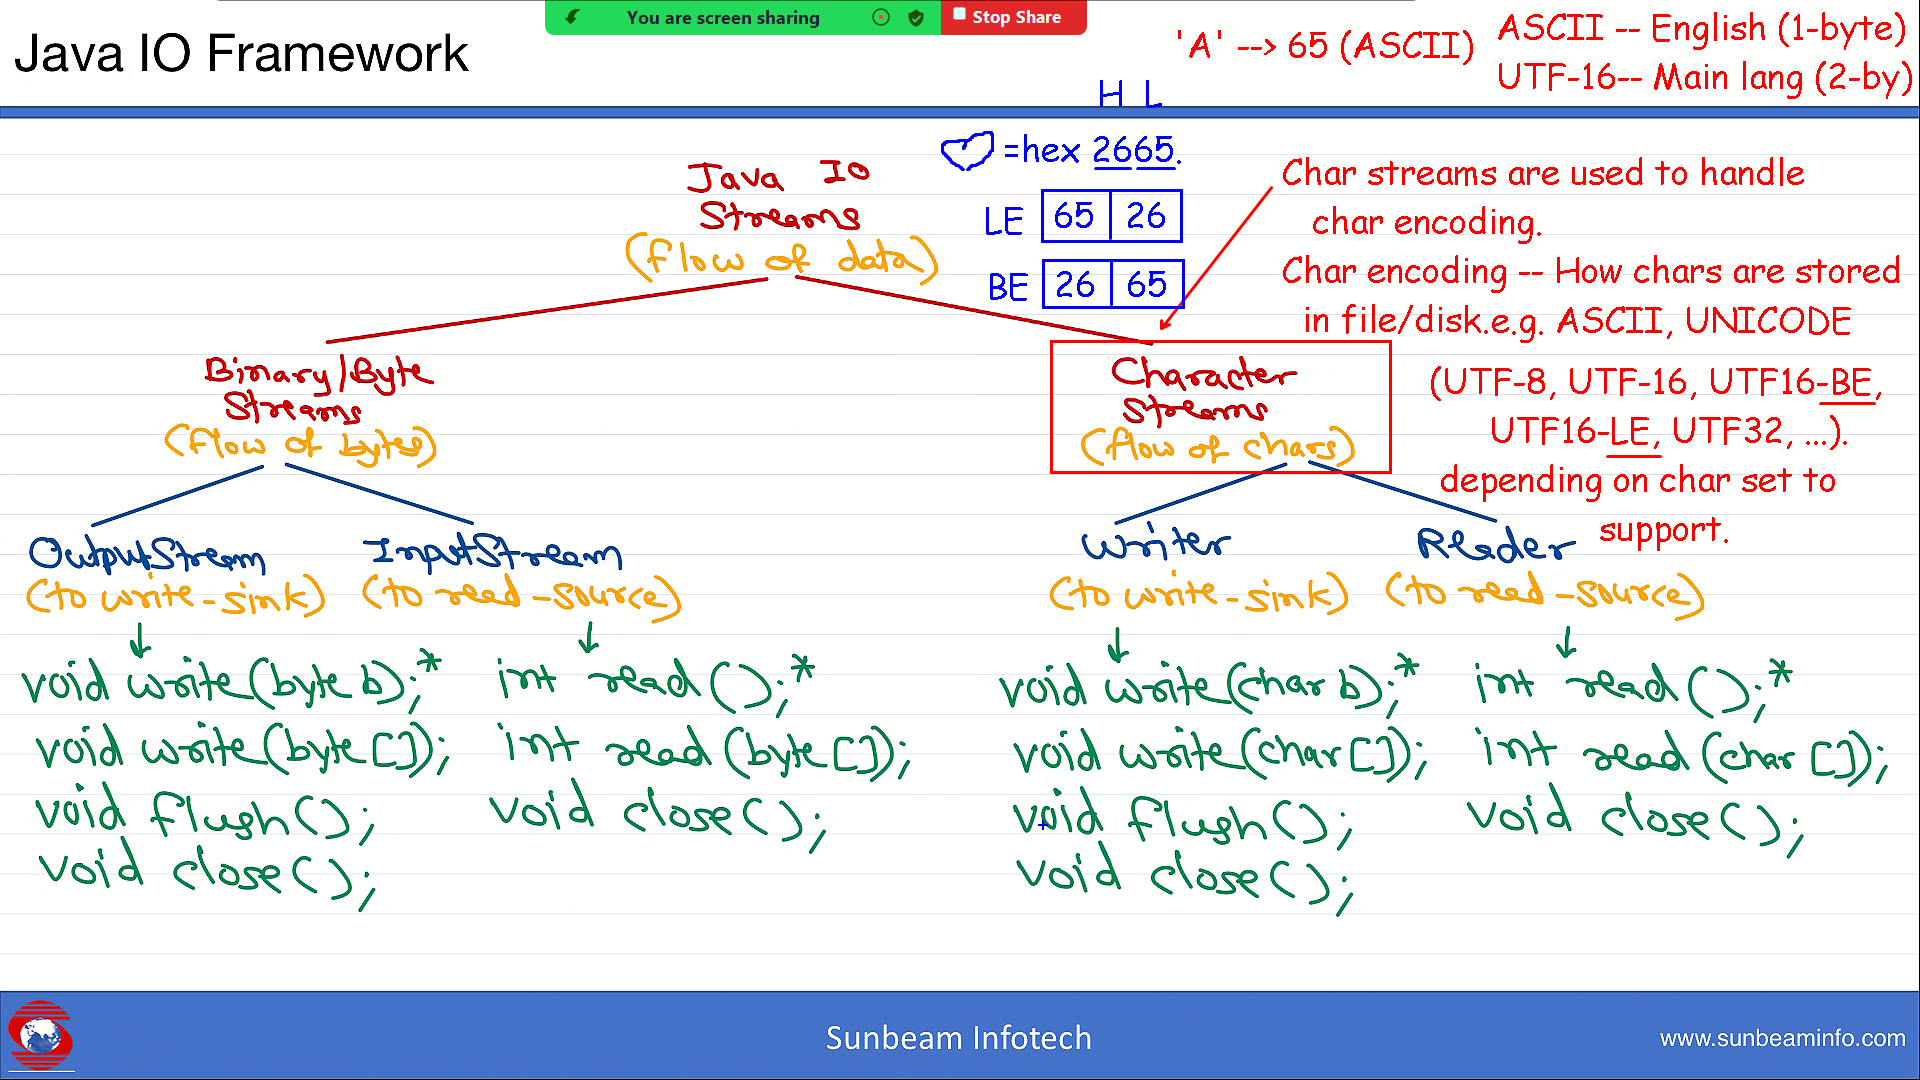 You are screen sharing
Stop Share
Java IO Framework
'A' --> 65 (ASCII)
ASCII -- English (1-byte)
UTF-16-- Main lang (2-by)
H L
=hex 2665.
LE 65 26
BE 26 65
Java IO
Streams
(flow of data)
Char streams are used to handle
char encoding.
Char encoding -- How chars are stored
in file/disk.e.g. ASCII, UNICODE
(UTF-8, UTF-16, UTF16-BE,
UTF16-LE, UTF32, ...).
depending on char set to
support.
Binary/Byte
Streams
(flow of bytes)
Character
Streams
(flow of chars)
OutputStream
(to write-sink)
void write(byte b);*
void write(byte[]);
void flush();
void close();
InputStream
(to read-source)
int read();*
int read(byte[]);
void close();
Writer
(to write-sink)
void write(char b);*
void write(char[]);
void flush();
void close();
Reader
(to read-source)
int read();*
int read(char[]);
void close();
Sunbeam Infotech
www.sunbeaminfo.com